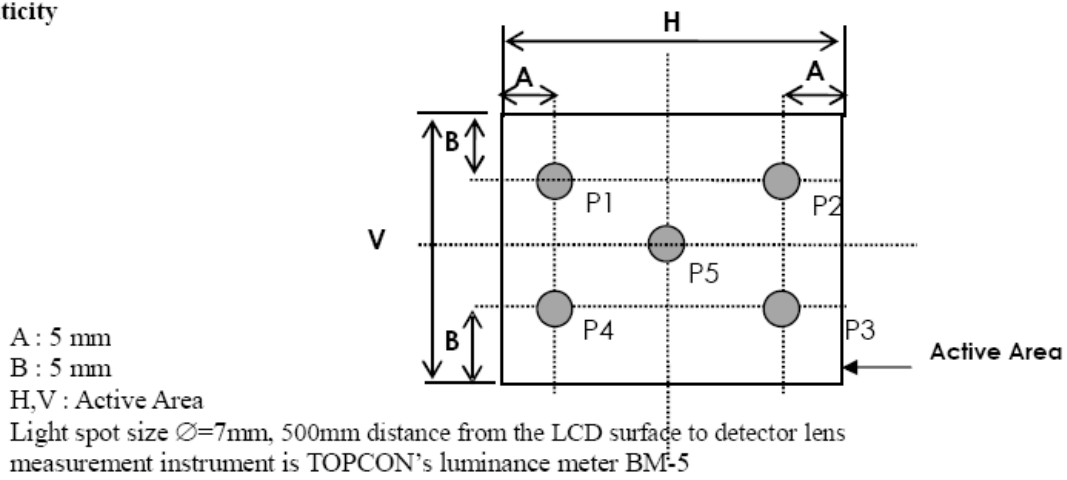 ticity
H
A
A
B
P1
P2
V
P5
B
P4
P3
Active Area
A : 5 mm
B : 5 mm
H,V : Active Area
Light spot size ∅=7mm, 500mm distance from the LCD surface to detector lens
measurement instrument is TOPCON's luminance meter BM-5